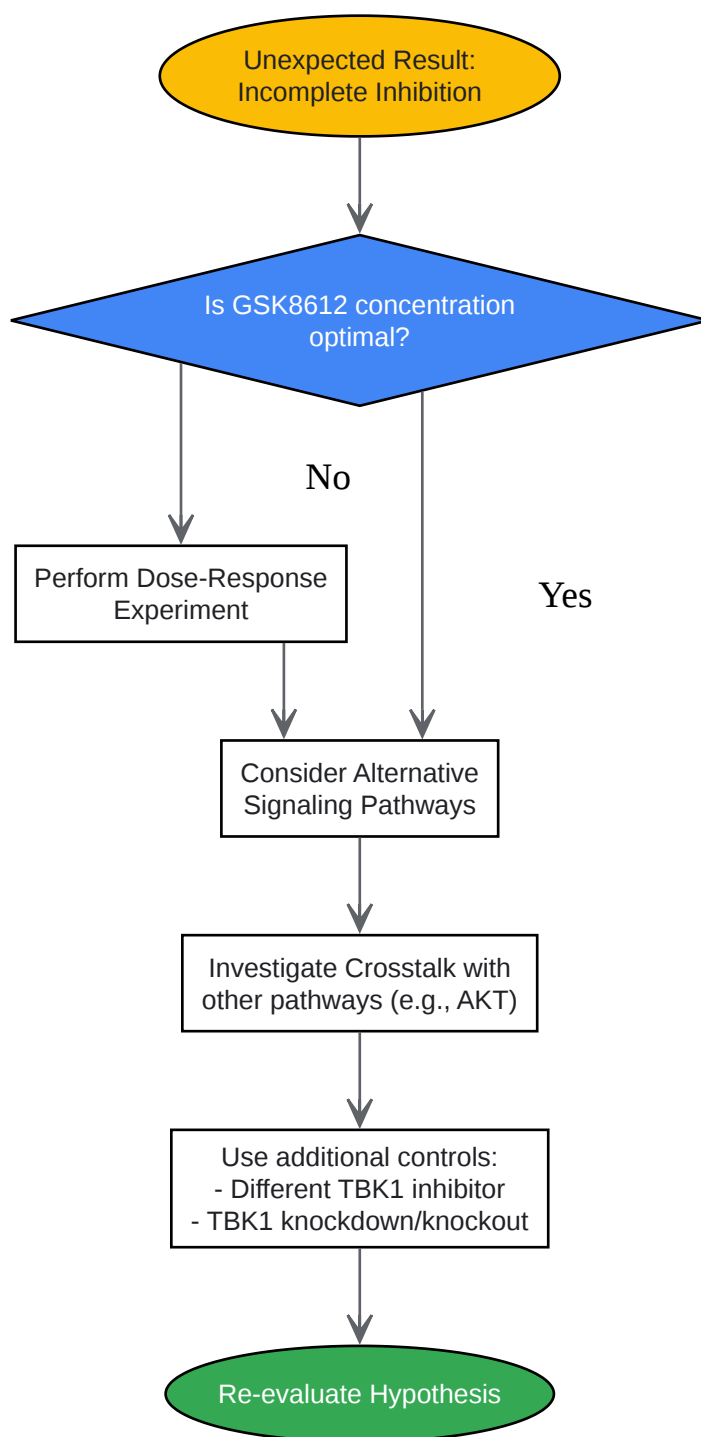 Unexpected Result:
Incomplete Inhibition
Is GSK8612 concentration
optimal?
No
Perform Dose-Response
Experiment
Yes
Consider Alternative
Signaling Pathways
Investigate Crosstalk with
other pathways (e.g., AKT)
Use additional controls:
- Different TBK1 inhibitor
- TBK1 knockdown/knockout
Re-evaluate Hypothesis